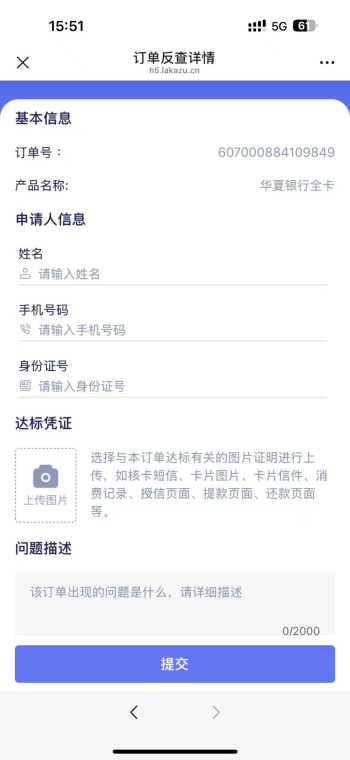 15:51
5G 61
订单反查详情
h5.lakazu.cn
基本信息
订单号： 607000884109849
产品名称: 华夏银行全卡
申请人信息
姓名
请输入姓名
手机号码
请输入手机号码
身份证号
请输入身份证号
达标凭证
上传图片
选择与本订单达标有关的图片证明进行上
传，如核卡短信、卡片图片、卡片信件、消
费记录、授信页面、提款页面、还款页面
等。
问题描述
该订单出现的问题是什么，请详细描述
0/2000
提交